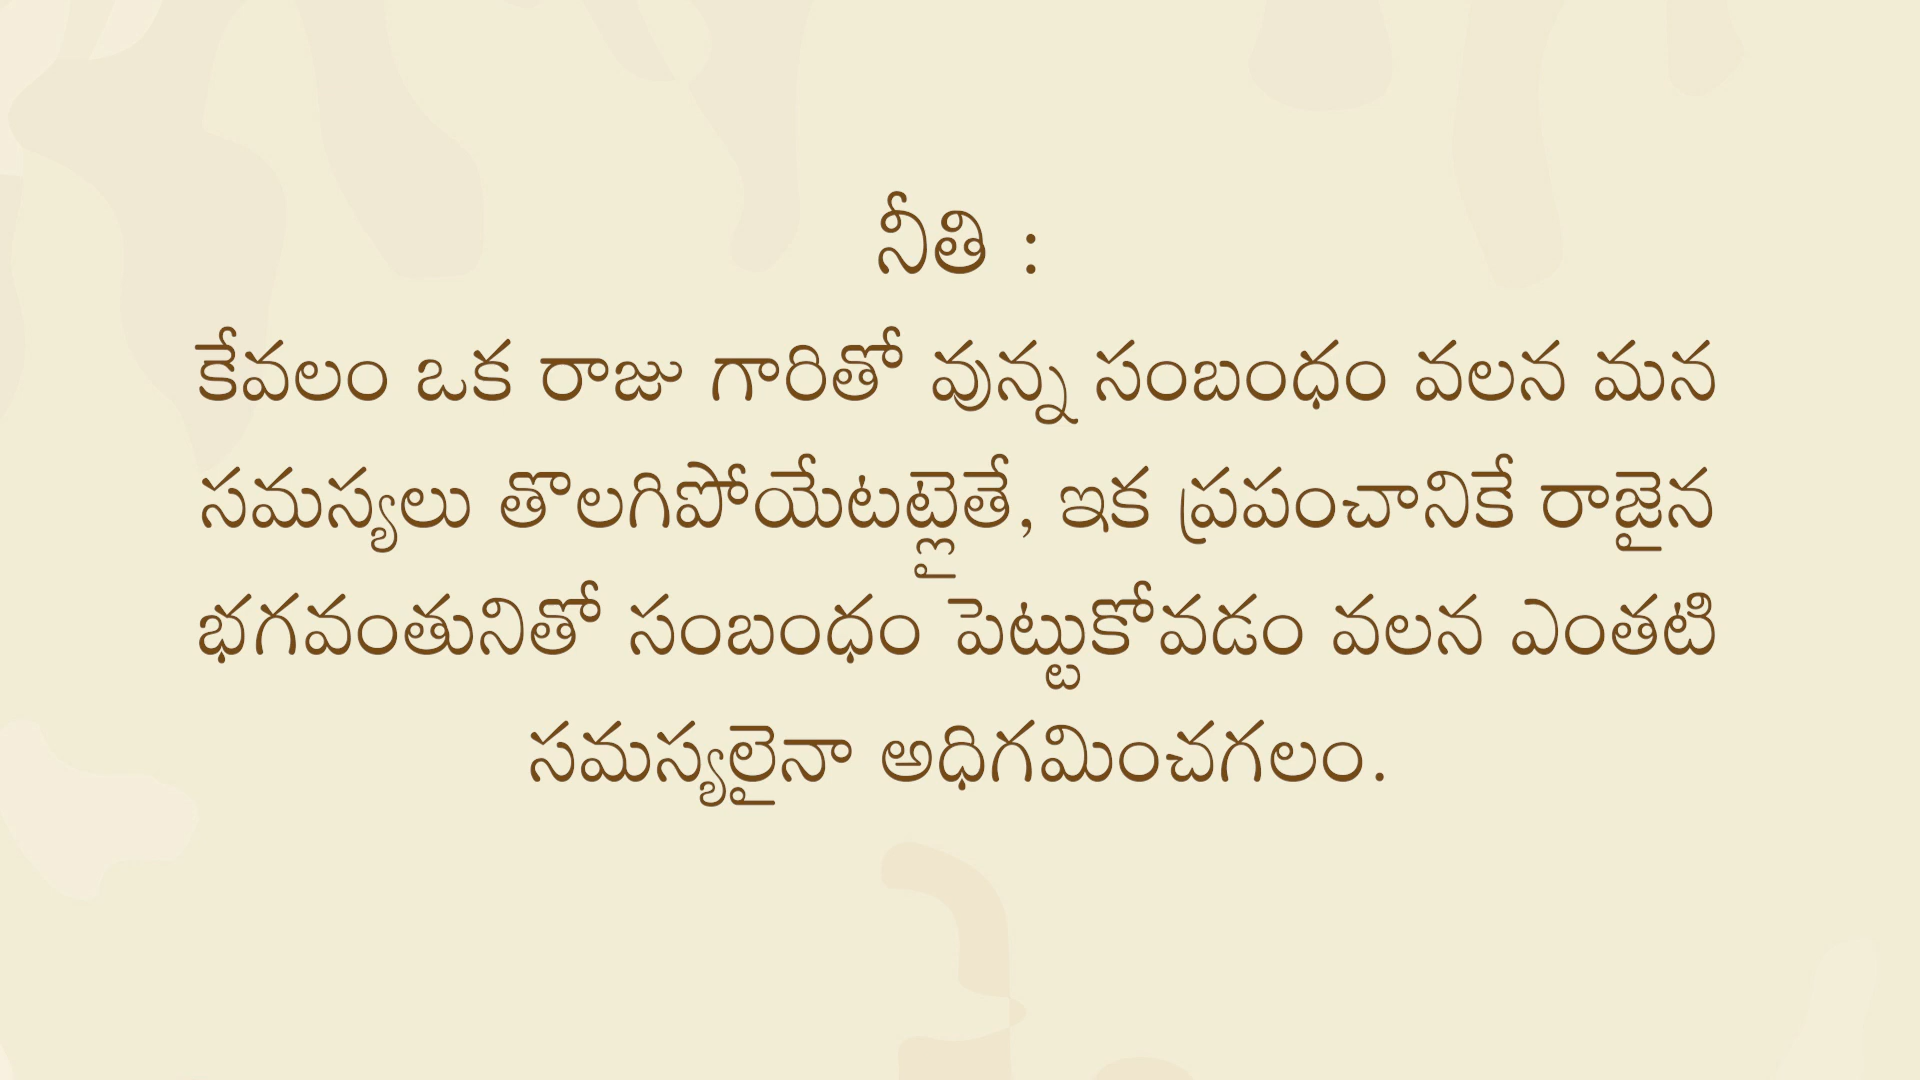 నీతి :
కేవలం ఒక రాజు గారితో వున్న సంబంధం వలన మన
సమస్యలు తొలగిపోయేటట్లైతే, ఇక ప్రపంచానికే రాజైన
భగవంతునితో సంబంధం పెట్టుకోవడం వలన ఎంతటి
సమస్యలైనా అధిగమించగలం.